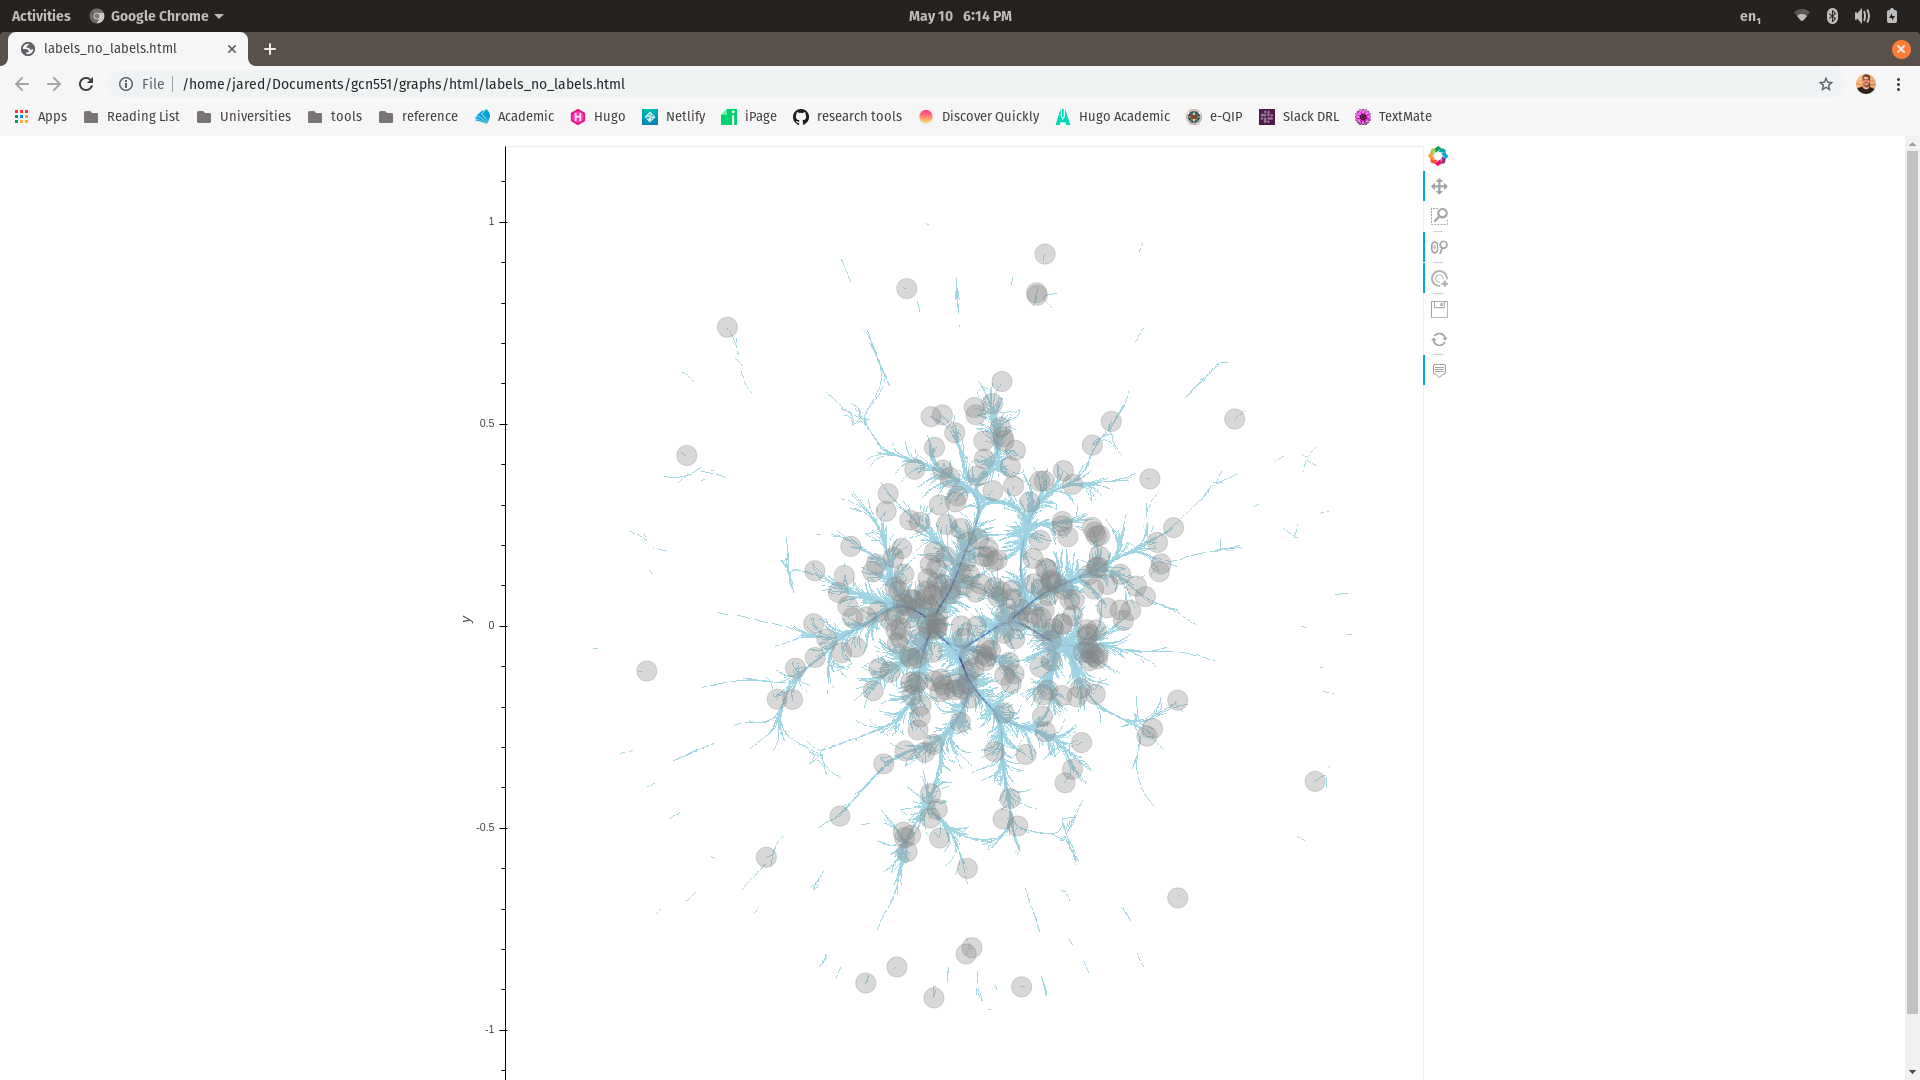 Activities Google Chrome May 10 6:14 PM en1
labels_no_labels.html
File /home/jared/Documents/gcn551/graphs/html/labels_no_labels.html
Apps Reading List Universities tools reference Academic Hugo Netlify iPage research tools Discover Quickly Hugo Academic e-QIP Slack DRL TextMate
1
0.5
y
0
-0.5
-1